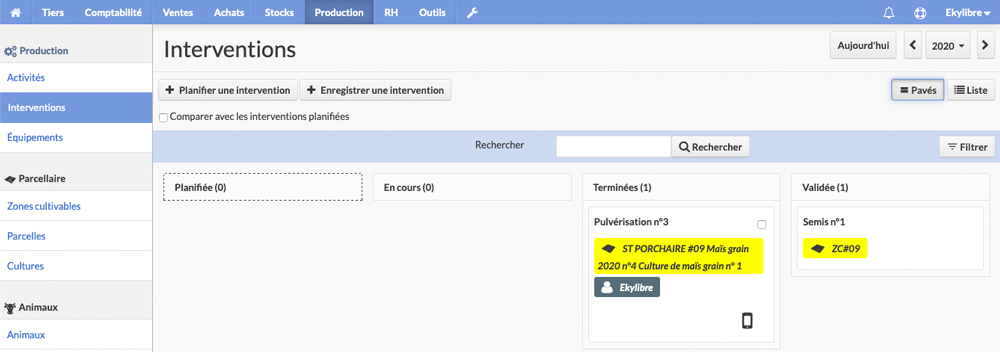 Tiers Comptabilité Ventes Achats Stocks Production RH Outils Ekylibre
Production
Activités
Interventions
Équipements
Parcellaire
Zones cultivables
Parcelles
Cultures
Animaux
Animaux
Interventions
Aujourd'hui 2020
Planifier une intervention Enregistrer une intervention
Pavés Liste
Comparer avec les interventions planifiées
Rechercher Rechercher Filtrer
Planifiée (0)
En cours (0)
Terminées (1)
Pulvérisation n°3
ST PORCHAIRE #09 Maïs grain
2020 n°4 Culture de maïs grain n° 1
Ekylibre
Validée (1)
Semis n°1
ZC#09